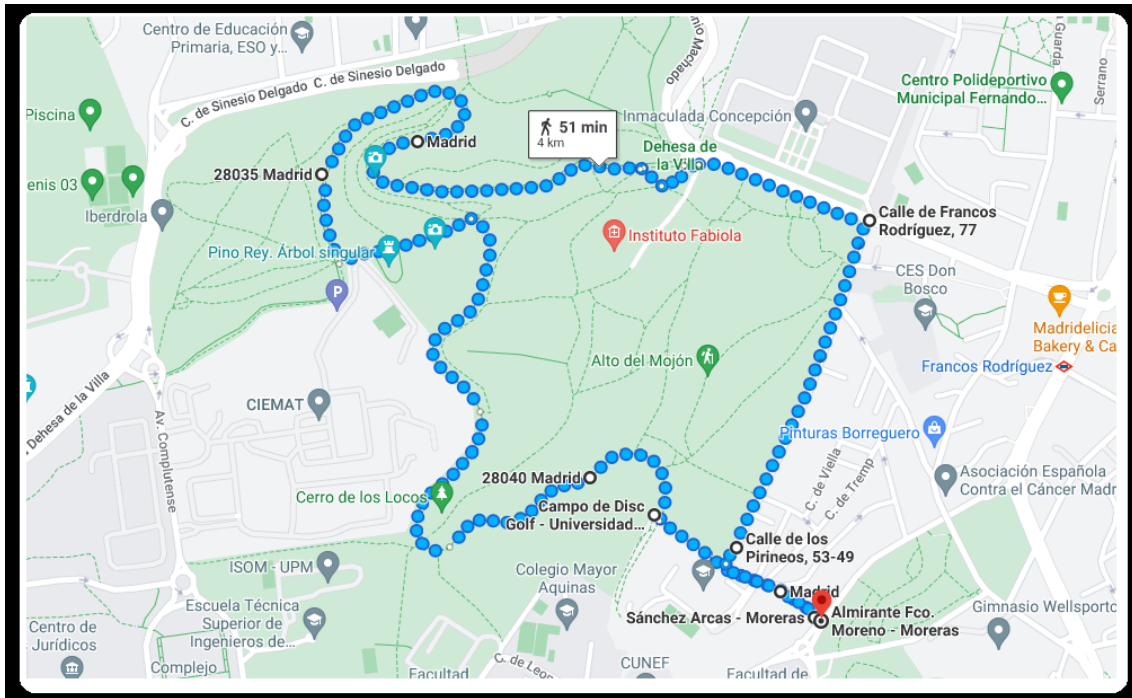 Centro de Educación
Primaria, ESO y...
C. de Sinesio Delgado
C. de Sinesio Delgado
Machado
a Guarda
Serrano
Centro Polideportivo
Municipal Fernando...
Piscina
51 min
4 km
Inmaculada Concepción
Madrid
Dehesa de
la Villa
28035 Madrid
enis 03
Iberdrola
Calle de Francos
Rodríguez, 77
Instituto Fabiola
Pino Rey. Árbol singular
CES Don
Bosco
P
Madridelicia
Bakery & Ca
Alto del Mojón
Francos Rodríguez
Dehesa de la Villa
CIEMAT
Av. Complutense
Pinturas Borreguero
C. de Viella
C. de Tremp
Asociación Española
Contra el Cáncer Madr
28040 Madrid
Cerro de los Locos
Campo de Disc
Golf - Universidad...
Calle de los
Pirineos, 53-49
ISOM - UPM
Colegio Mayor
Aquinas
Madrid
Escuela Técnica
Superior de
Ingenieros de...
Sánchez Arcas - Moreras
Almirante Fco.
Moreno - Moreras
Gimnasio Wellsporto
Centro de
Jurídicos
Complejo
Facultad
C. de Leon
CUNEF
Facultad de